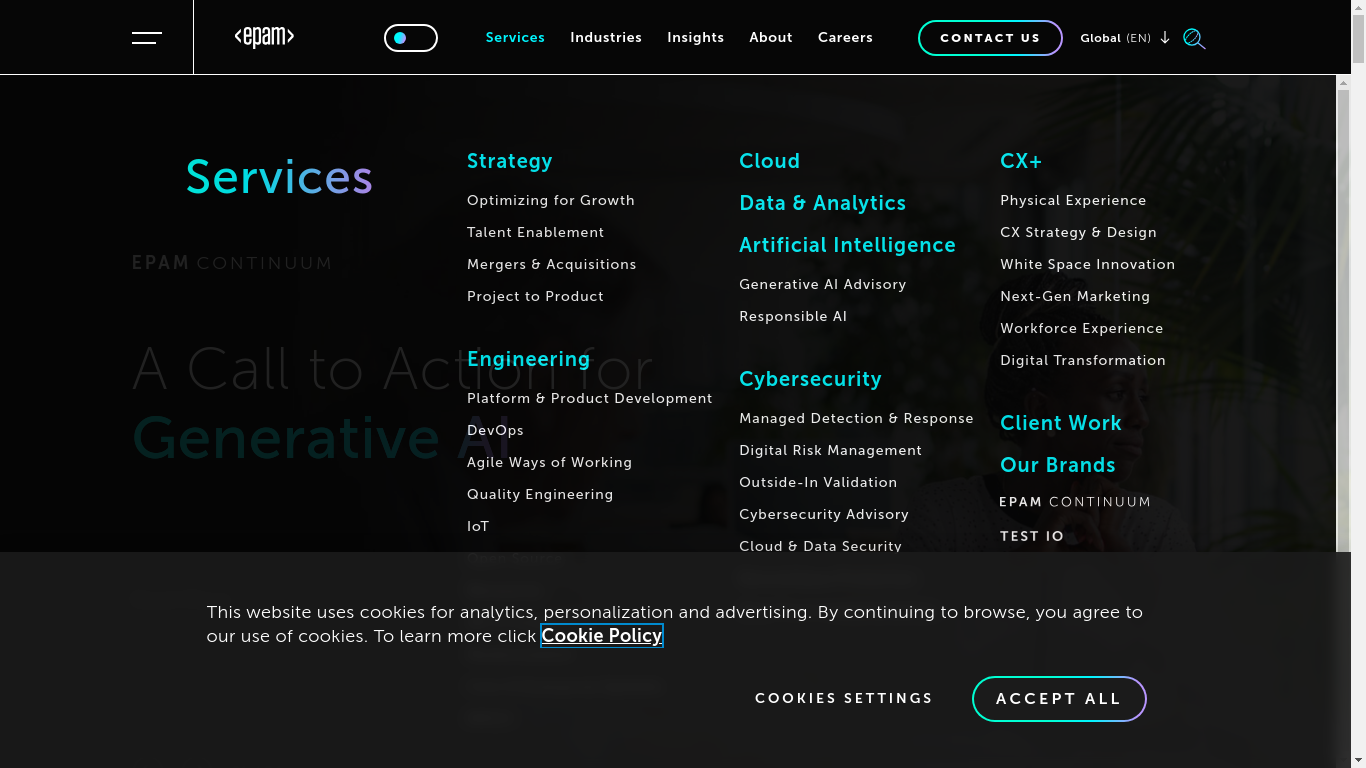 <epam>
Services
Industries
Insights
About
Careers
CONTACT US
Global (EN)
Services
EPAM CONTINUUM
A Call to Action for
Generative AI
Strategy
Optimizing for Growth
Talent Enablement
Mergers & Acquisitions
Project to Product
Engineering
Platform & Product Development
DevOps
Agile Ways of Working
Quality Engineering
IoT
Cloud
Data & Analytics
Artificial Intelligence
Generative AI Advisory
Responsible AI
Cybersecurity
Managed Detection & Response
Digital Risk Management
Outside-In Validation
Cybersecurity Advisory
Cloud & Data Security
CX+
Physical Experience
CX Strategy & Design
White Space Innovation
Next-Gen Marketing
Workforce Experience
Digital Transformation
Client Work
Our Brands
EPAM CONTINUUM
TEST IO
This website uses cookies for analytics, personalization and advertising. By continuing to browse, you agree to
our use of cookies. To learn more click Cookie Policy
COOKIES SETTINGS
ACCEPT ALL